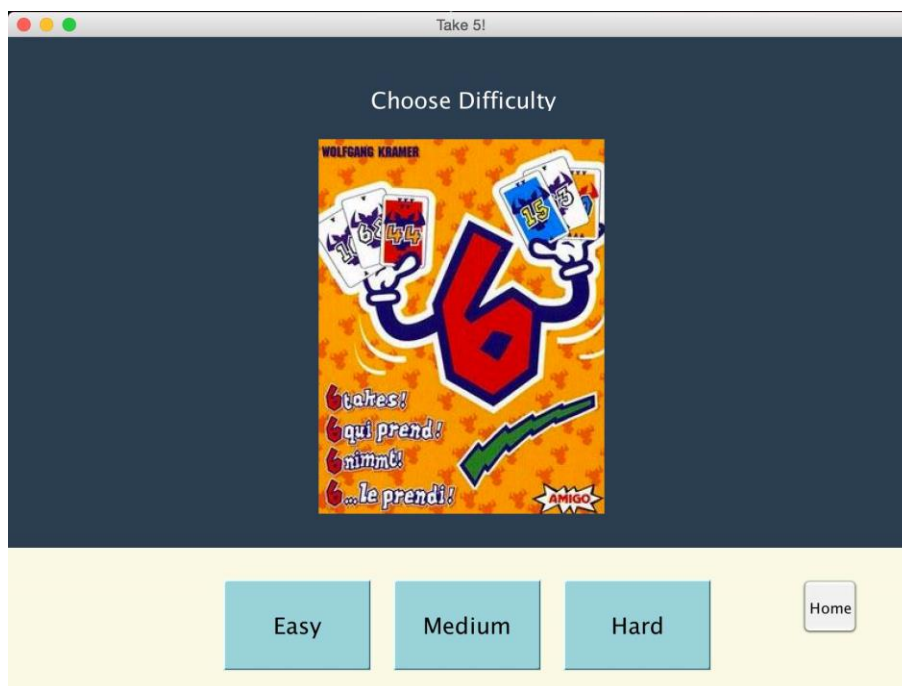 Take 5!
Choose Difficulty
WOLFGANG KRAMER
44
15
6
6 takes!
6 qui prend!
6 nimmt!
6...le prendi!
AMIGO
Easy
Medium
Hard
Home